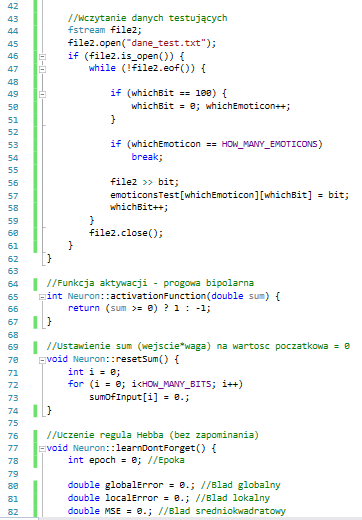 42
43 //Wczytanie danych testujących
44 fstream file2;
45 file2.open("dane_test.txt");
46 if (file2.is_open()) {
47 while (!file2.eof()) {
48
49 if (whichBit == 100) {
50 whichBit = 0; whichEmoticon++;
51 }
52
53 if (whichEmoticon == HOW_MANY_EMOTICONS)
54 break;
55
56 file2 >> bit;
57 emoticonsTest[whichEmoticon][whichBit] = bit;
58 whichBit++;
59 }
60 file2.close();
61 }
62 }
63
64 //Funkcja aktywacji - progowa bipolarna
65 int Neuron::activationFunction(double sum) {
66 return (sum >= 0) ? 1 : -1;
67 }
68
69 //Ustawienie sum (wejscie*waga) na wartosc poczatkowa = 0
70 void Neuron::resetSum() {
71 int i = 0;
72 for (i = 0; i<HOW_MANY_BITS; i++)
73 sumOfInput[i] = 0.;
74 }
75
76 //Uczenie regula Hebba (bez zapominania)
77 void Neuron::learnDontForget() {
78 int epoch = 0; //Epoka
79
80 double globalError = 0.; //Blad globalny
81 double localError = 0.; //Blad lokalny
82 double MSE = 0.; //Blad sredniokwadratowy